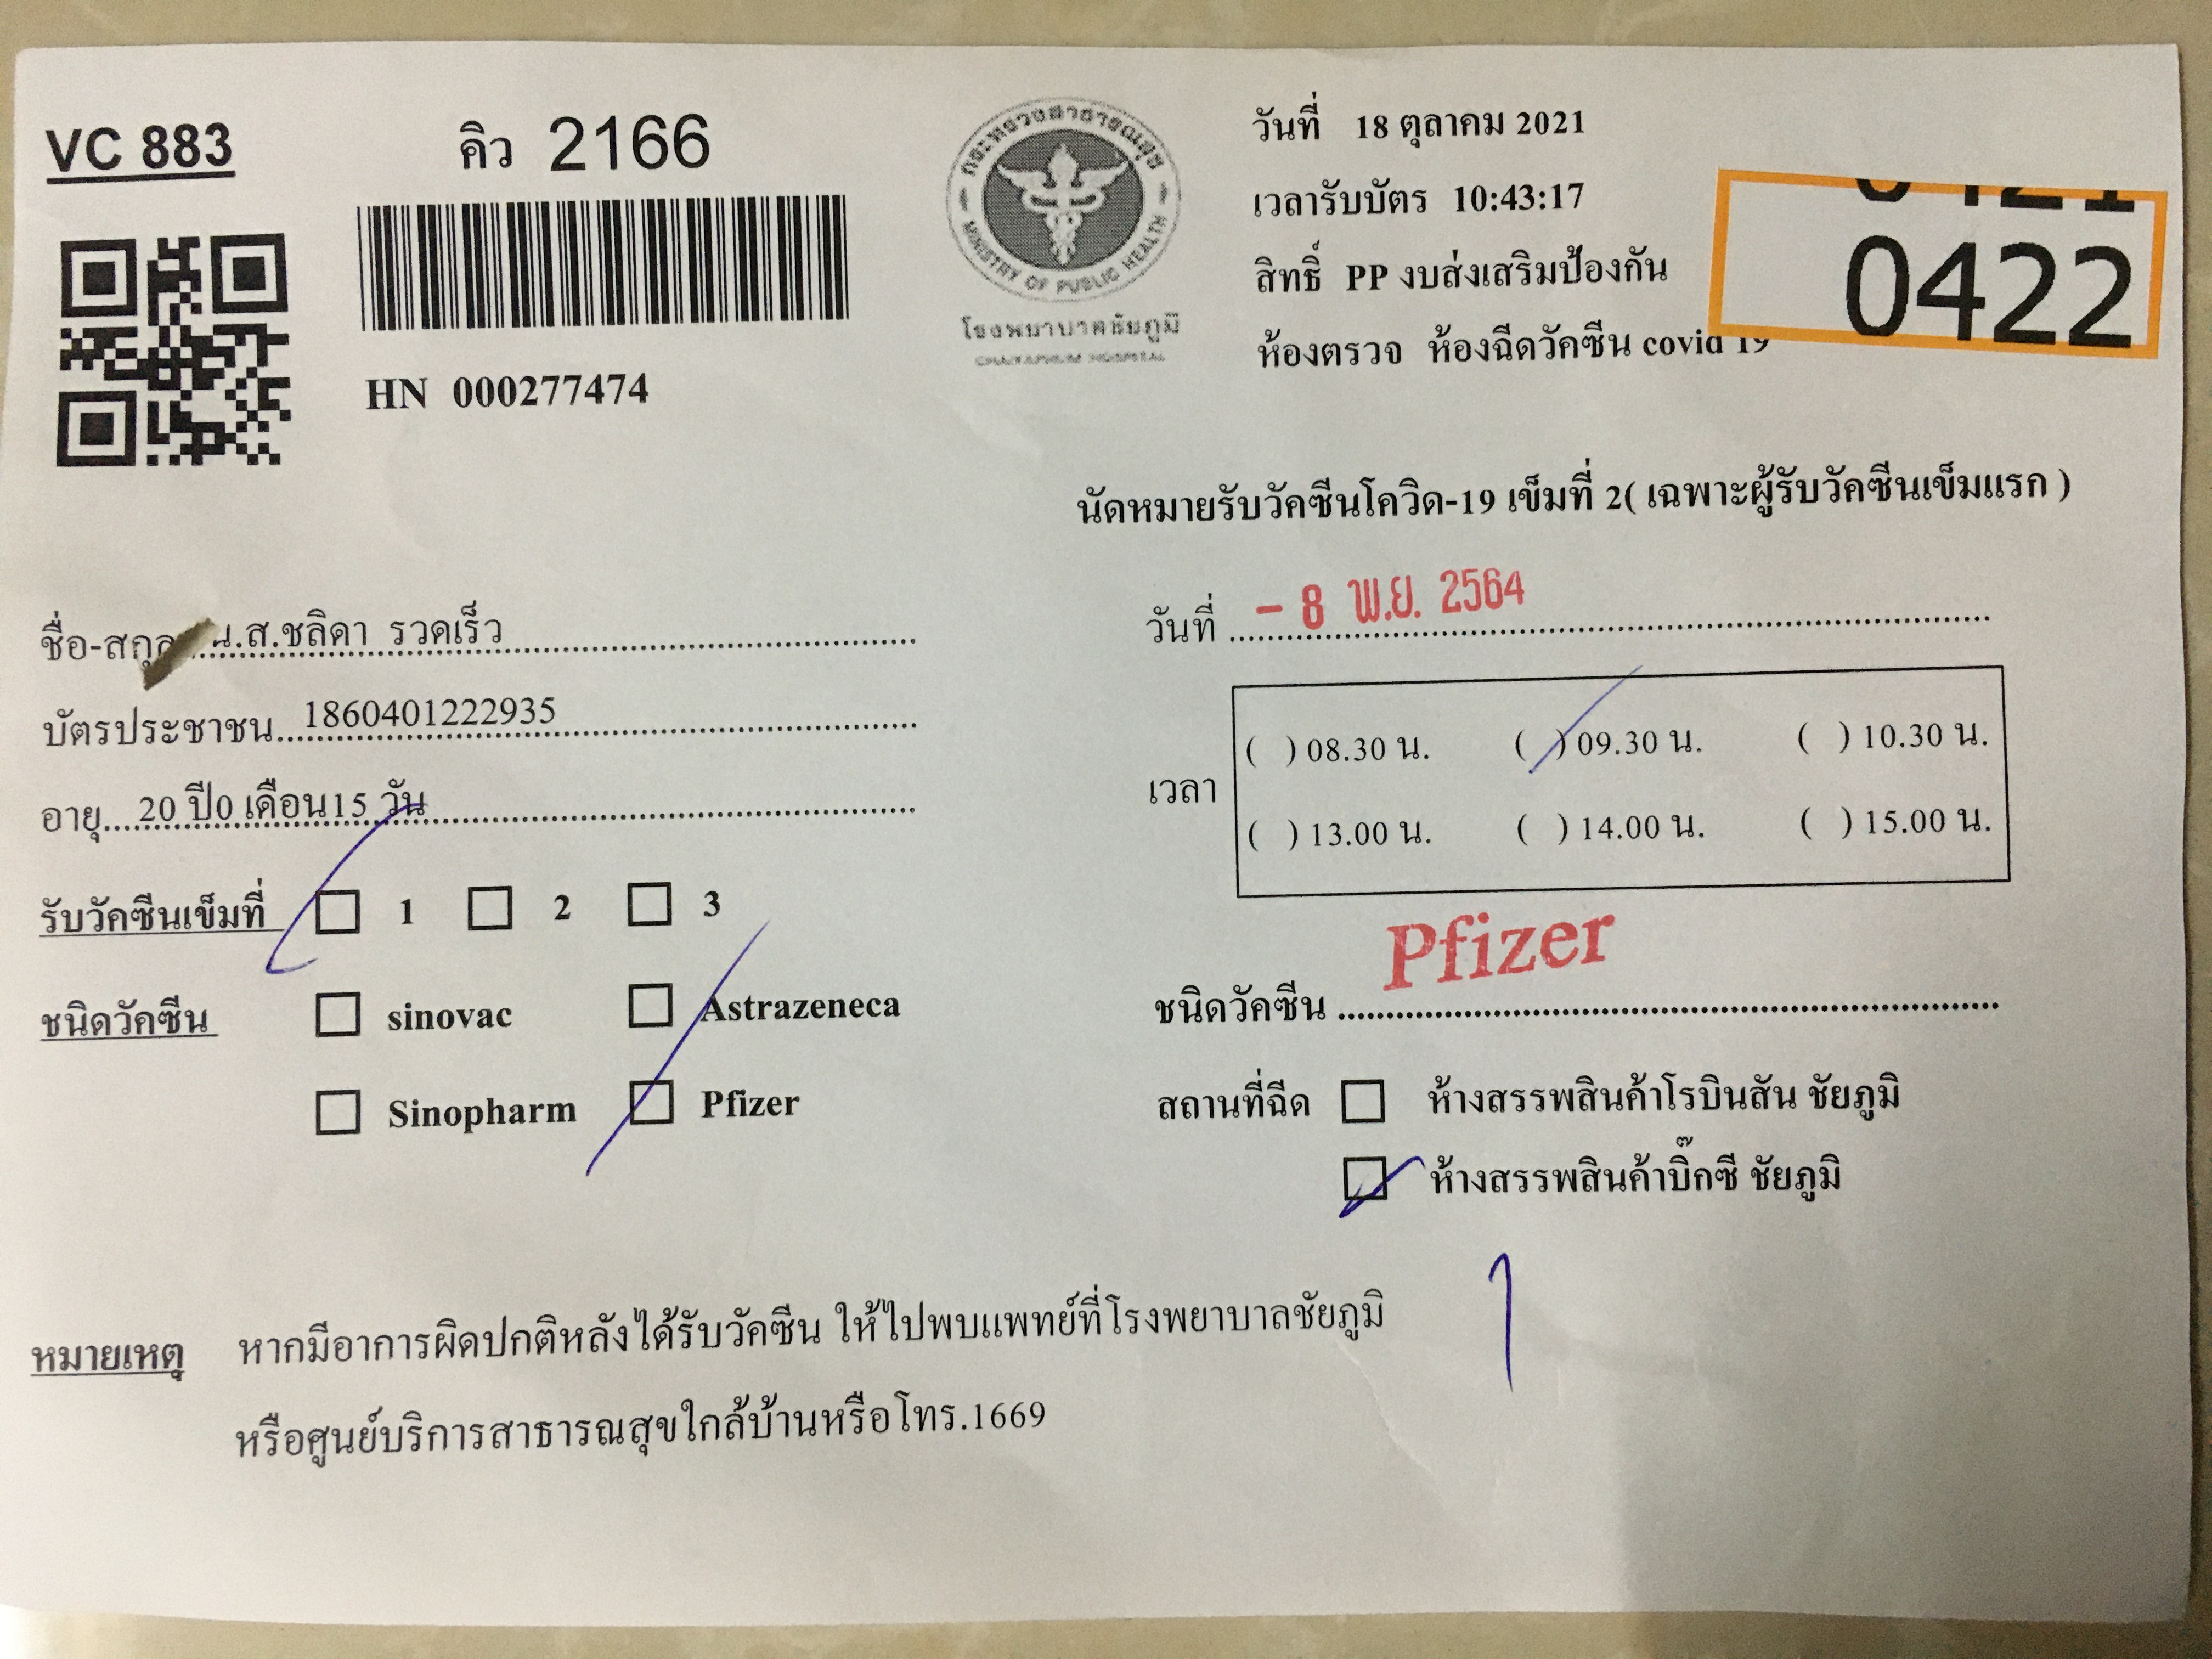 VC 883
คิว 2166
HN 000277474
กระทรวงสาธารณสุข
MINISTRY OF PUBLIC HEALTH
โรงพยาบาลชัยภูมิ
CHAIYAPHUM HOSPITAL
วันที่ 18 ตุลาคม 2021
เวลารับบัตร 10:43:17
สิทธิ์ PP งบส่งเสริมป้องกัน
ห้องตรวจ ห้องฉีดวัคซีน covid 19
0422
ชื่อ-สกุล น.ส.ชลิดา รวดเร็ว
บัตรประชาชน 1860401222935
อายุ 20 ปี 0 เดือน 15 วัน
รับวัคซีนเข็มที่ 1 2 3
ชนิดวัคซีน sinovac Astrazeneca
Sinopharm Pfizer
นัดหมายรับวัคซีนโควิด-19 เข็มที่ 2( เฉพาะผู้รับวัคซีนเข็มแรก )
วันที่ - 8 พ.ย. 2564
เวลา
( ) 08.30 น. ( ) 09.30 น. ( ) 10.30 น.
( ) 13.00 น. ( ) 14.00 น. ( ) 15.00 น.
Pfizer
ชนิดวัคซีน
สถานที่ฉีด ห้างสรรพสินค้าโรบินสัน ชัยภูมิ
ห้างสรรพสินค้าบิ๊กซี ชัยภูมิ
หมายเหตุ หากมีอาการผิดปกติหลังได้รับวัคซีน ให้ไปพบแพทย์ที่โรงพยาบาลชัยภูมิ
หรือศูนย์บริการสาธารณสุขใกล้บ้านหรือโทร.1669